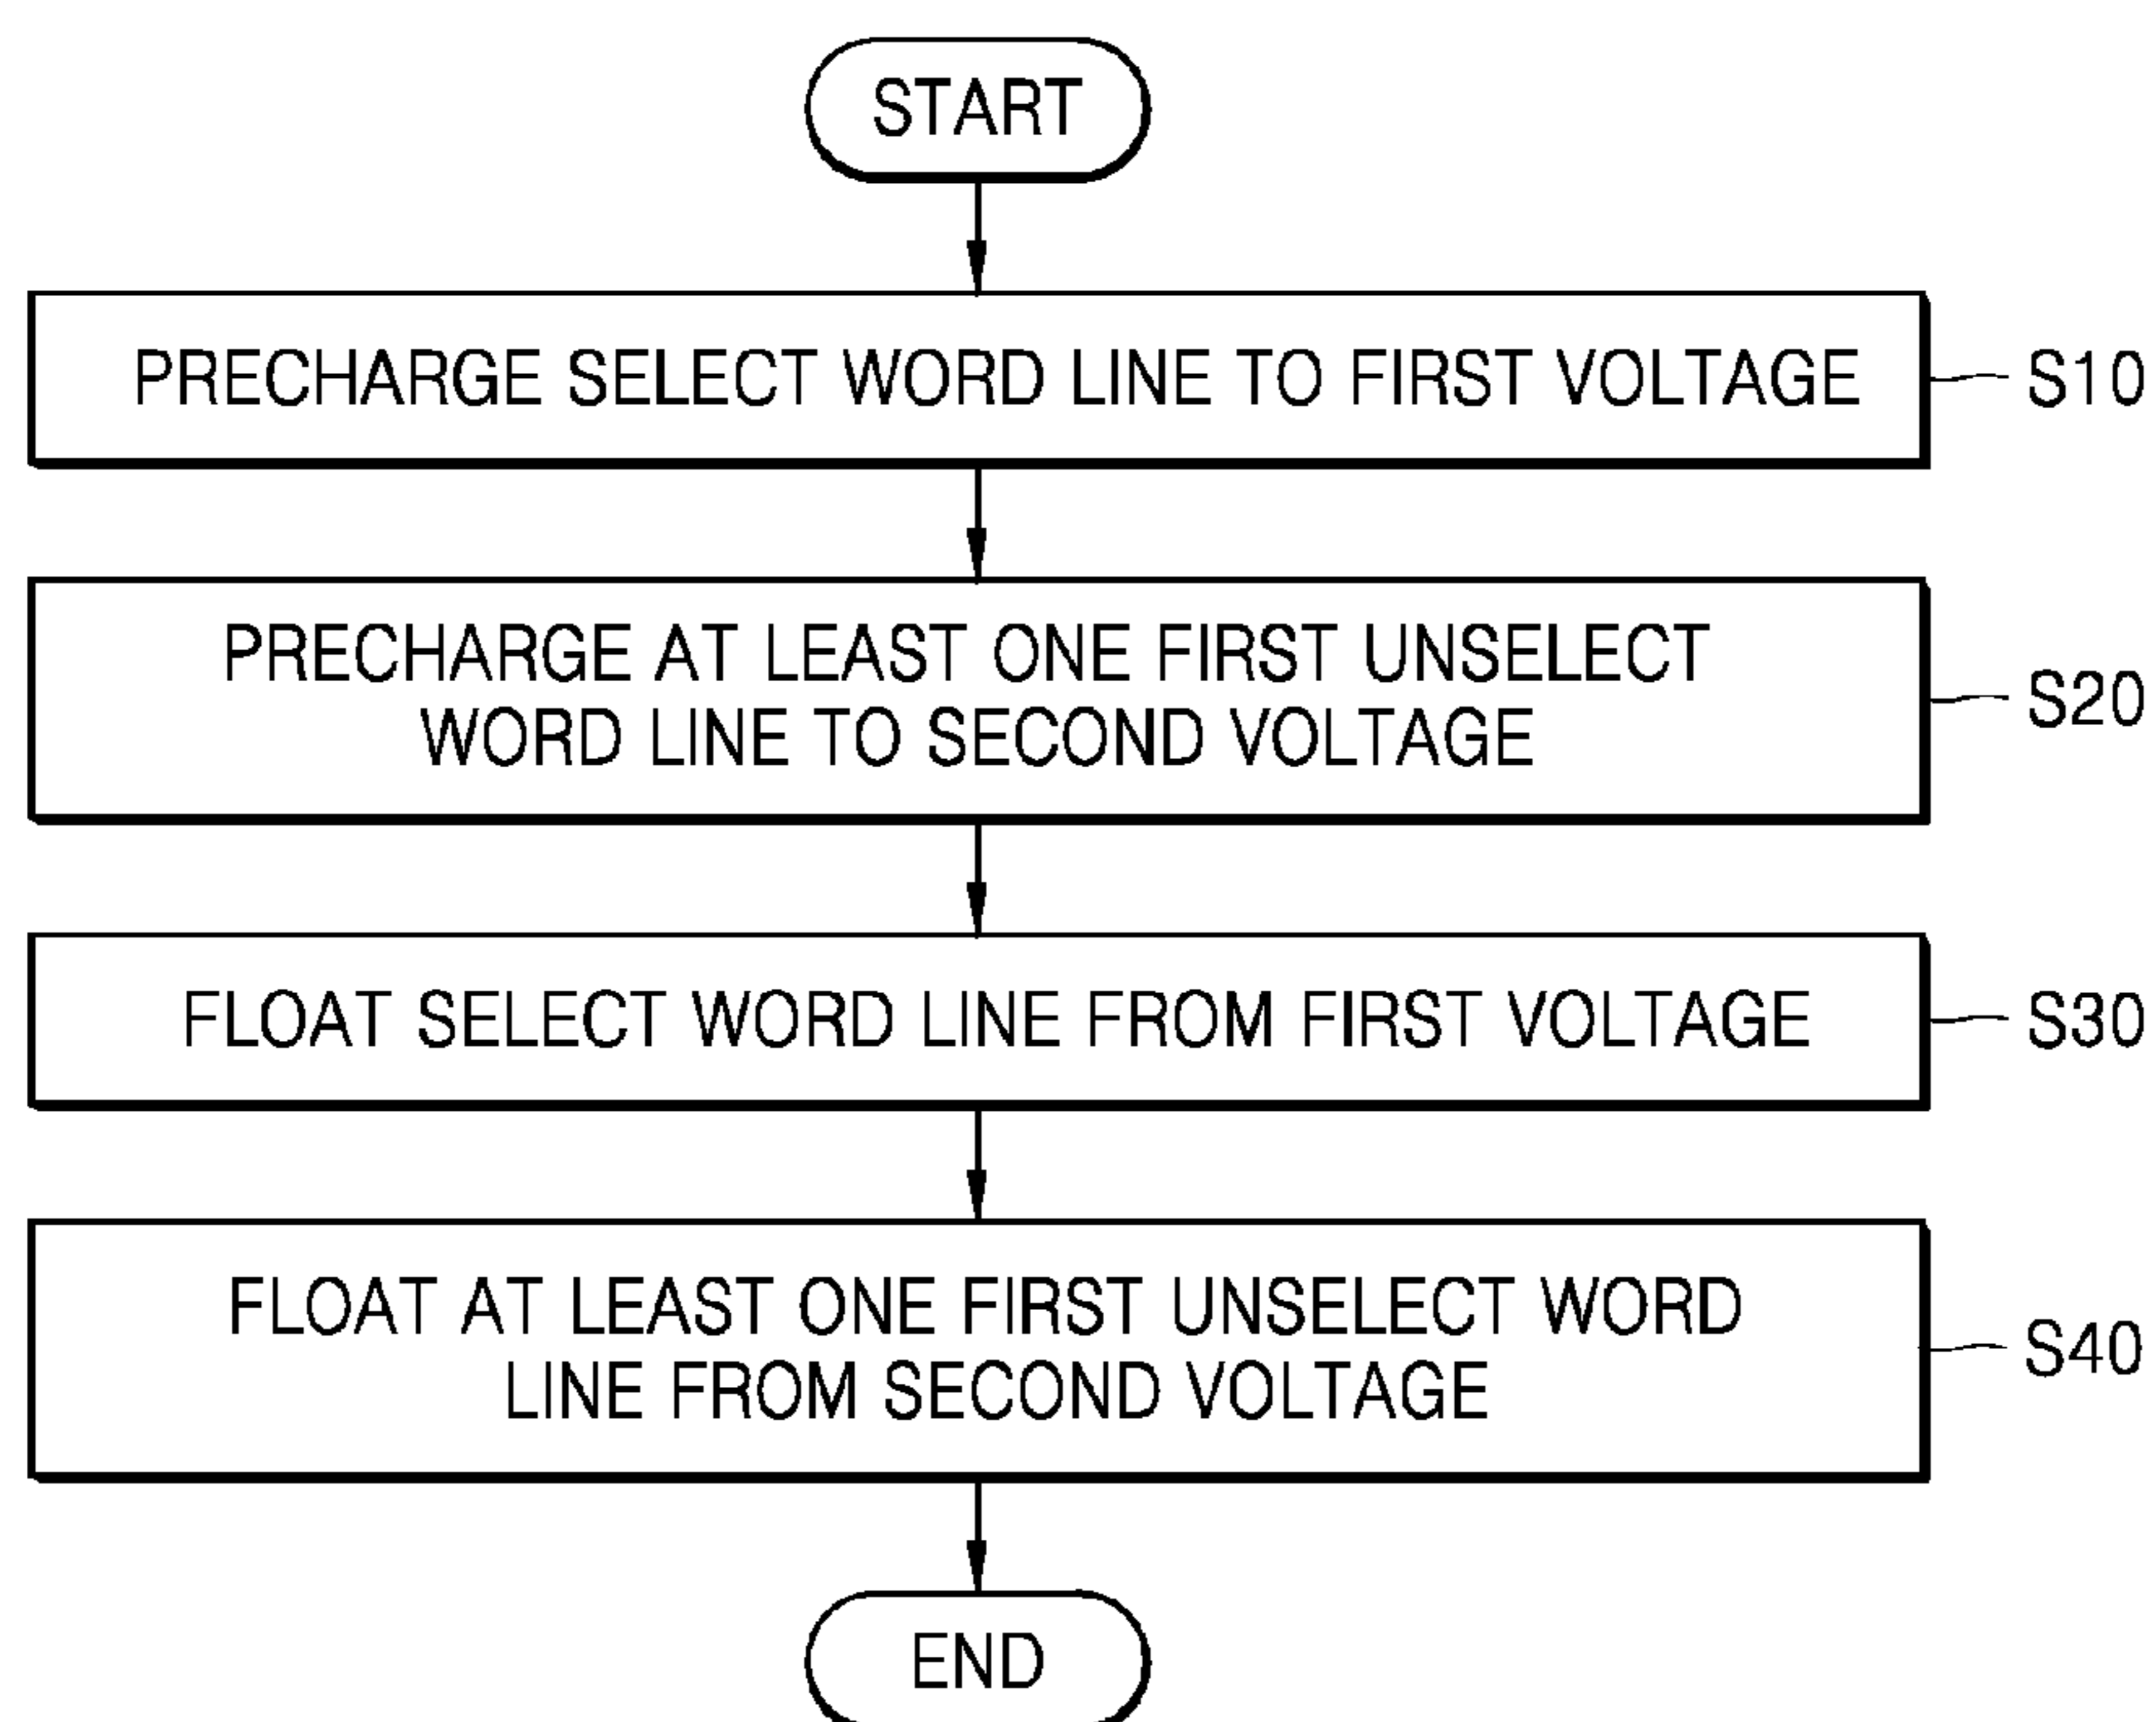 START
PRECHARGE SELECT WORD LINE TO FIRST VOLTAGE
S10
PRECHARGE AT LEAST ONE FIRST UNSELECT
WORD LINE TO SECOND VOLTAGE
S20
FLOAT SELECT WORD LINE FROM FIRST VOLTAGE
S30
FLOAT AT LEAST ONE FIRST UNSELECT WORD
LINE FROM SECOND VOLTAGE
S40
END